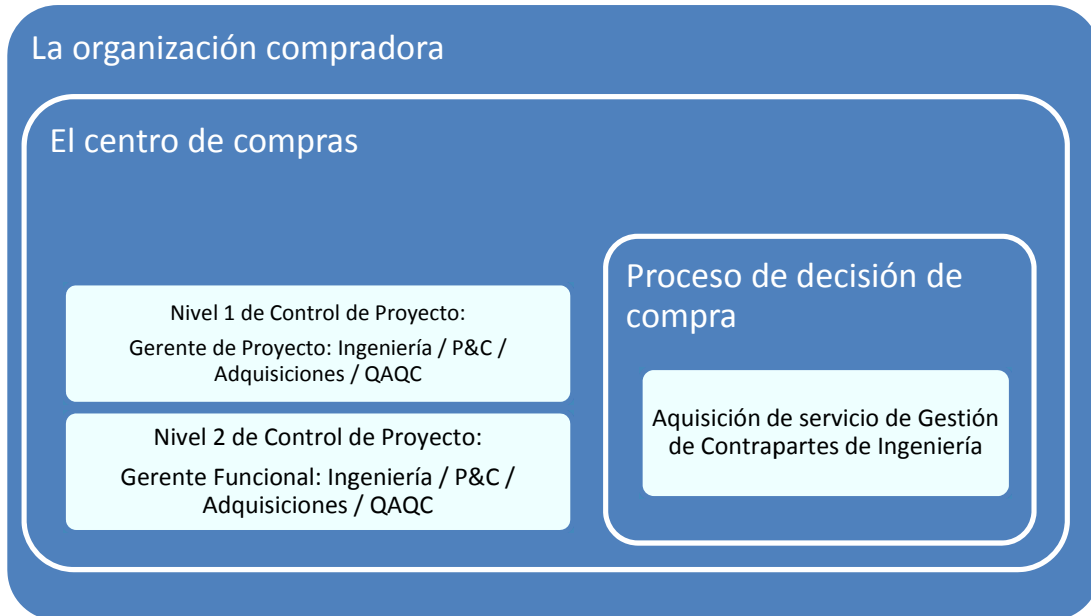 La organización compradora
El centro de compras
Nivel 1 de Control de Proyecto:
Gerente de Proyecto: Ingeniería / P&C /
Adquisiciones / QAQC
Nivel 2 de Control de Proyecto:
Gerente Funcional: Ingeniería / P&C /
Adquisiciones / QAQC
Proceso de decisión de
compra
Aquisición de servicio de Gestión
de Contrapartes de Ingeniería